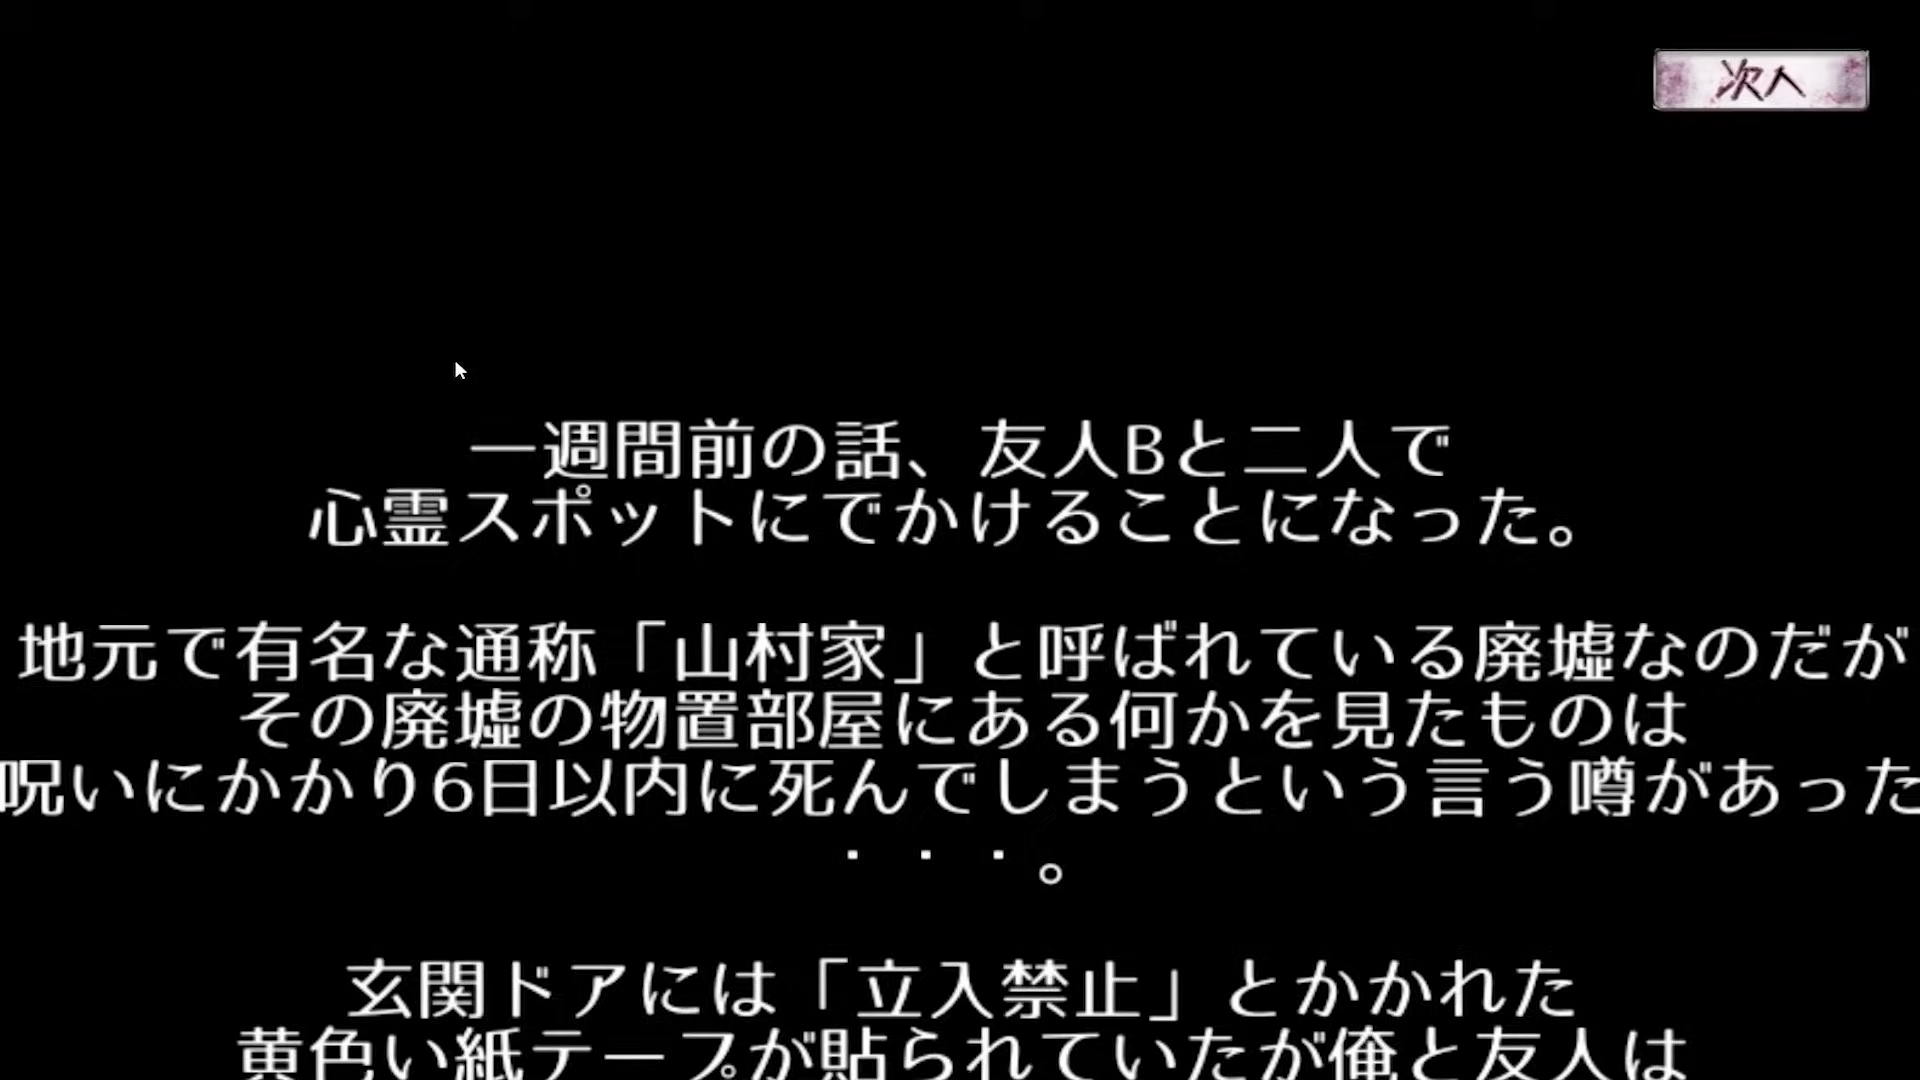 次へ
一週間前の話、友人Bと二人で
心霊スポットにでかけることになった。
地元で有名な通称「山村家」と呼ばれている廃墟なのだが
その廃墟の物置部屋にある何かを見たものは
呪いにかかり6日以内に死んでしまうという言う噂があった
・・・。
玄関ドアには「立入禁止」とかかれた
黄色い紙テープが貼られていたが俺と友人は